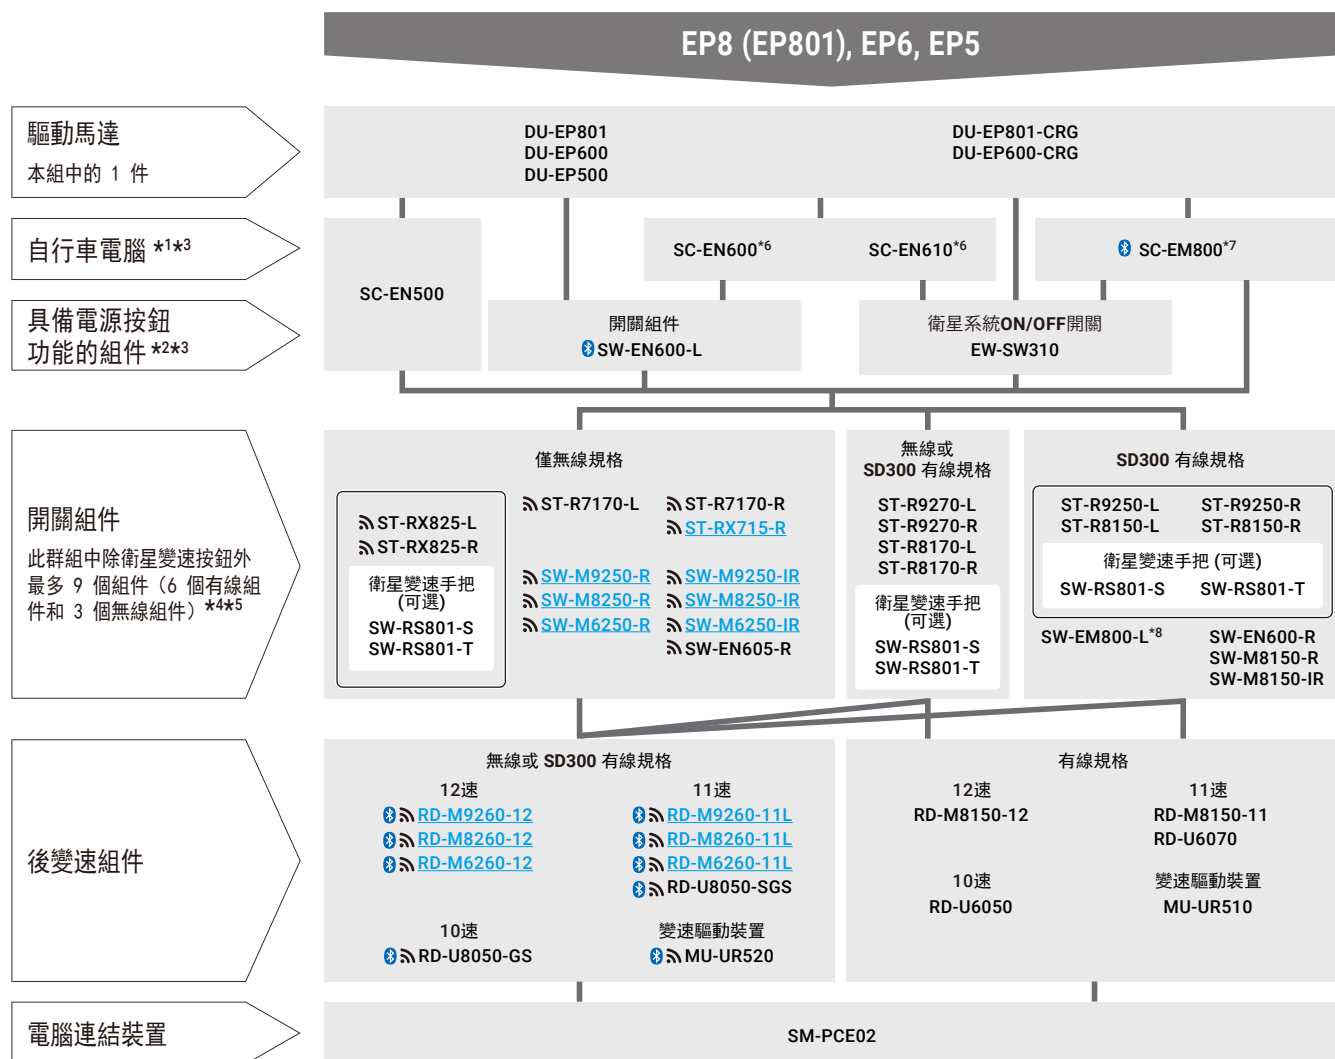 EP8 (EP801), EP6, EP5
驅動馬達
本組中的 1 件
DU-EP801
DU-EP600
DU-EP500
DU-EP801-CRG
DU-EP600-CRG
自行車電腦 *1*3
SC-EN500
SC-EN600*6
SC-EN610*6
SC-EM800*7
具備電源按鈕
功能的組件 *2*3
開關組件
SW-EN600-L
衛星系統ON/OFF開關
EW-SW310
開關組件
此群組中除衛星變速按鈕外
最多 9 個組件（6 個有線組
件和 3 個無線組件）*4*5
僅無線規格
ST-RX825-L
ST-RX825-R
衛星變速手把
(可選)
SW-RS801-S
SW-RS801-T
ST-R7170-L
ST-R7170-R
ST-RX715-R
SW-M9250-R
SW-M9250-IR
SW-M8250-R
SW-M8250-IR
SW-M6250-R
SW-M6250-IR
SW-EN605-R
無線或
SD300 有線規格
ST-R9270-L
ST-R9270-R
ST-R8170-L
ST-R8170-R
衛星變速手把
(可選)
SW-RS801-S
SW-RS801-T
SD300 有線規格
ST-R9250-L
ST-R9250-R
ST-R8150-L
ST-R8150-R
衛星變速手把 (可選)
SW-RS801-S
SW-RS801-T
SW-EM800-L*8
SW-EN600-R
SW-M8150-R
SW-M8150-IR
後變速組件
無線或 SD300 有線規格
12速
RD-M9260-12
RD-M8260-12
RD-M6260-12
11速
RD-M9260-11L
RD-M8260-11L
RD-M6260-11L
RD-U8050-SGS
10速
RD-U8050-GS
變速驅動裝置
MU-UR520
有線規格
12速
RD-M8150-12
11速
RD-M8150-11
RD-U6070
10速
RD-U6050
變速驅動裝置
MU-UR510
電腦連結裝置
SM-PCE02